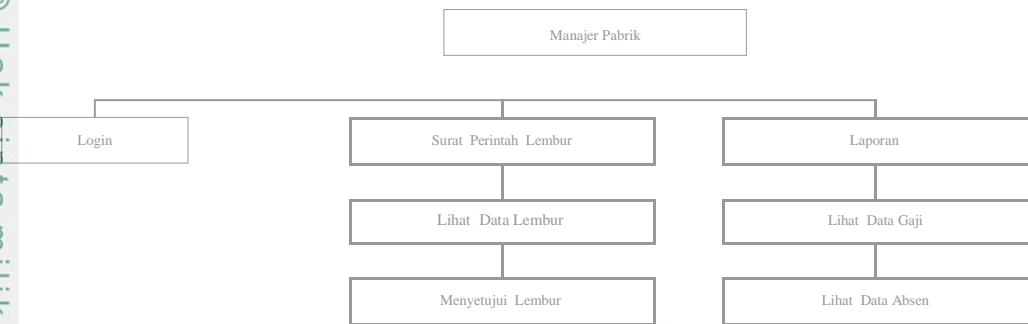 Manajer Pabrik
Login
Surat Perintah Lembur
Laporan
Lihat Data Lembur
Lihat Data Gaji
Menyetujui Lembur
Lihat Data Absen